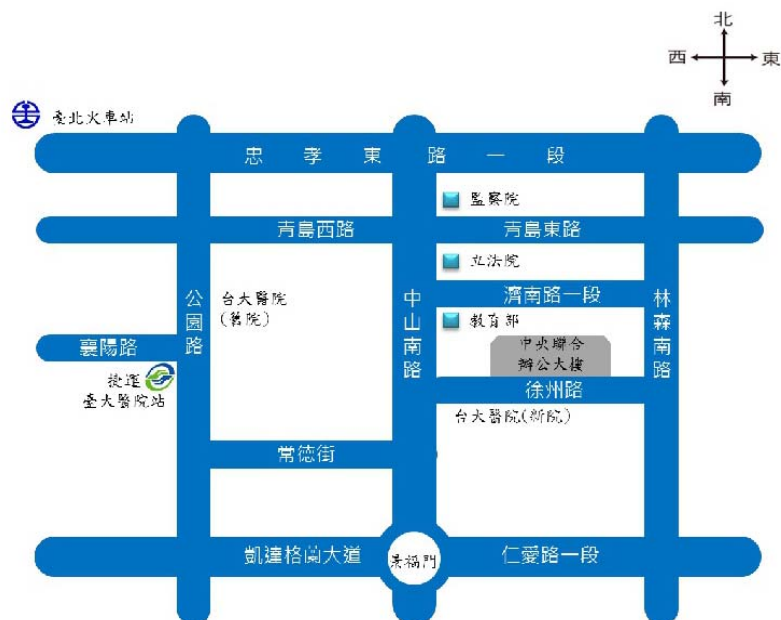 北
西
東
南
臺北火車站
忠孝東路一段
監察院
青島西路
青島東路
立法院
公園路
台大醫院
(舊院)
中山南路
濟南路一段
林森南路
教育部
襄陽路
中央聯合
辦公大樓
捷運
臺大醫院站
徐州路
台大醫院(新院)
常德街
凱達格蘭大道
景福門
仁愛路一段